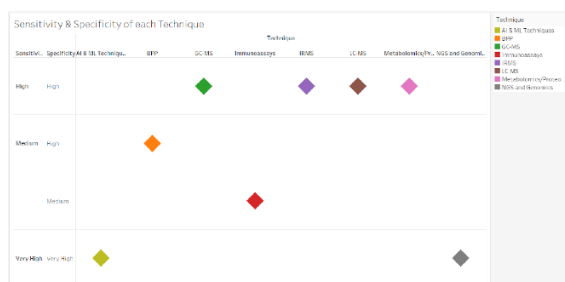 Sensitivity & Specificity of each Technique
Technique
Sensitivi.. Specificity AI & ML Techniqu.. BPP GC-MS Immunoassays IRMS LC-MS Metabolomics/Pr.. NGS and Genomi..
High High
Medium High
Medium
Very High Very High
Technique
AI & ML Techniques
BPP
GC-MS
Immunoassays
IRMS
LC-MS
Metabolomics/Proteo..
NGS and Genomics